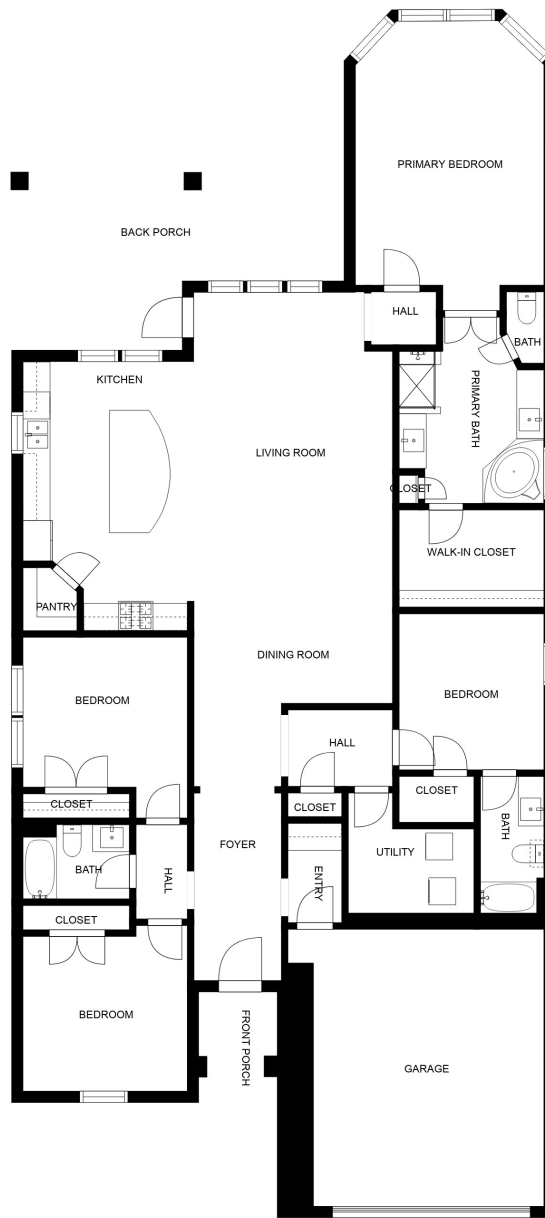 PRIMARY BEDROOM
BACK PORCH
HALL
BATH
KITCHEN
PRIMARY BATH
LIVING ROOM
CLOSET
WALK-IN CLOSET
PANTRY
DINING ROOM
BEDROOM
BEDROOM
HALL
CLOSET
CLOSET
CLOSET
BATH
FOYER
UTILITY
BATH
HALL
ENTRY
CLOSET
BEDROOM
FRONT PORCH
GARAGE